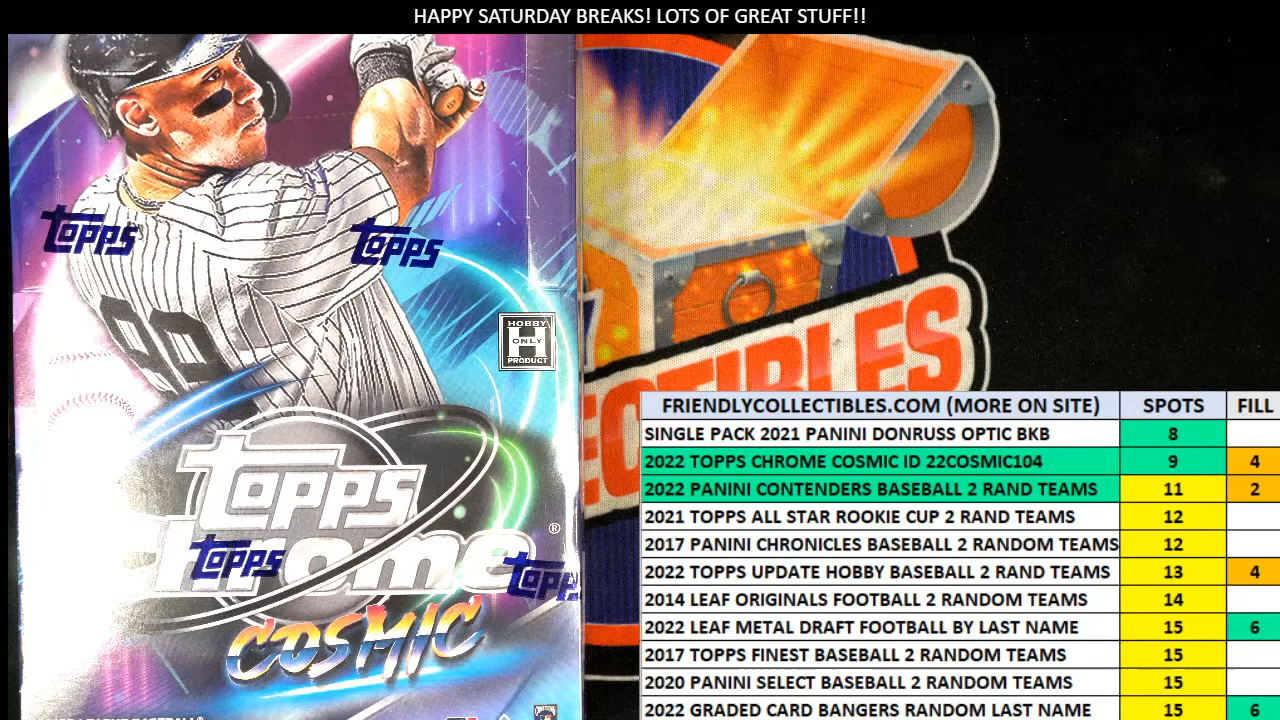 HAPPY SATURDAY BREAKS! LOTS OF GREAT STUFF!!
TOPPS
TOPPS
99
HOBBY
H
ONLY
PRODUCT
TOPPS
®
TOPPS
COSMIC
FRIENDLYCOLLECTIBLES.COM (MORE ON SITE) SPOTS FILL
SINGLE PACK 2021 PANINI DONRUSS OPTIC BKB 8
2022 TOPPS CHROME COSMIC ID 22COSMIC104 9 4
2022 PANINI CONTENDERS BASEBALL 2 RAND TEAMS 11 2
2021 TOPPS ALL STAR ROOKIE CUP 2 RAND TEAMS 12
2017 PANINI CHRONICLES BASEBALL 2 RANDOM TEAMS 12
2022 TOPPS UPDATE HOBBY BASEBALL 2 RAND TEAMS 13 4
2014 LEAF ORIGINALS FOOTBALL 2 RANDOM TEAMS 14
2022 LEAF METAL DRAFT FOOTBALL BY LAST NAME 15 6
2017 TOPPS FINEST BASEBALL 2 RANDOM TEAMS 15
2020 PANINI SELECT BASEBALL 2 RANDOM TEAMS 15
2022 GRADED CARD BANGERS RANDOM LAST NAME 15 6